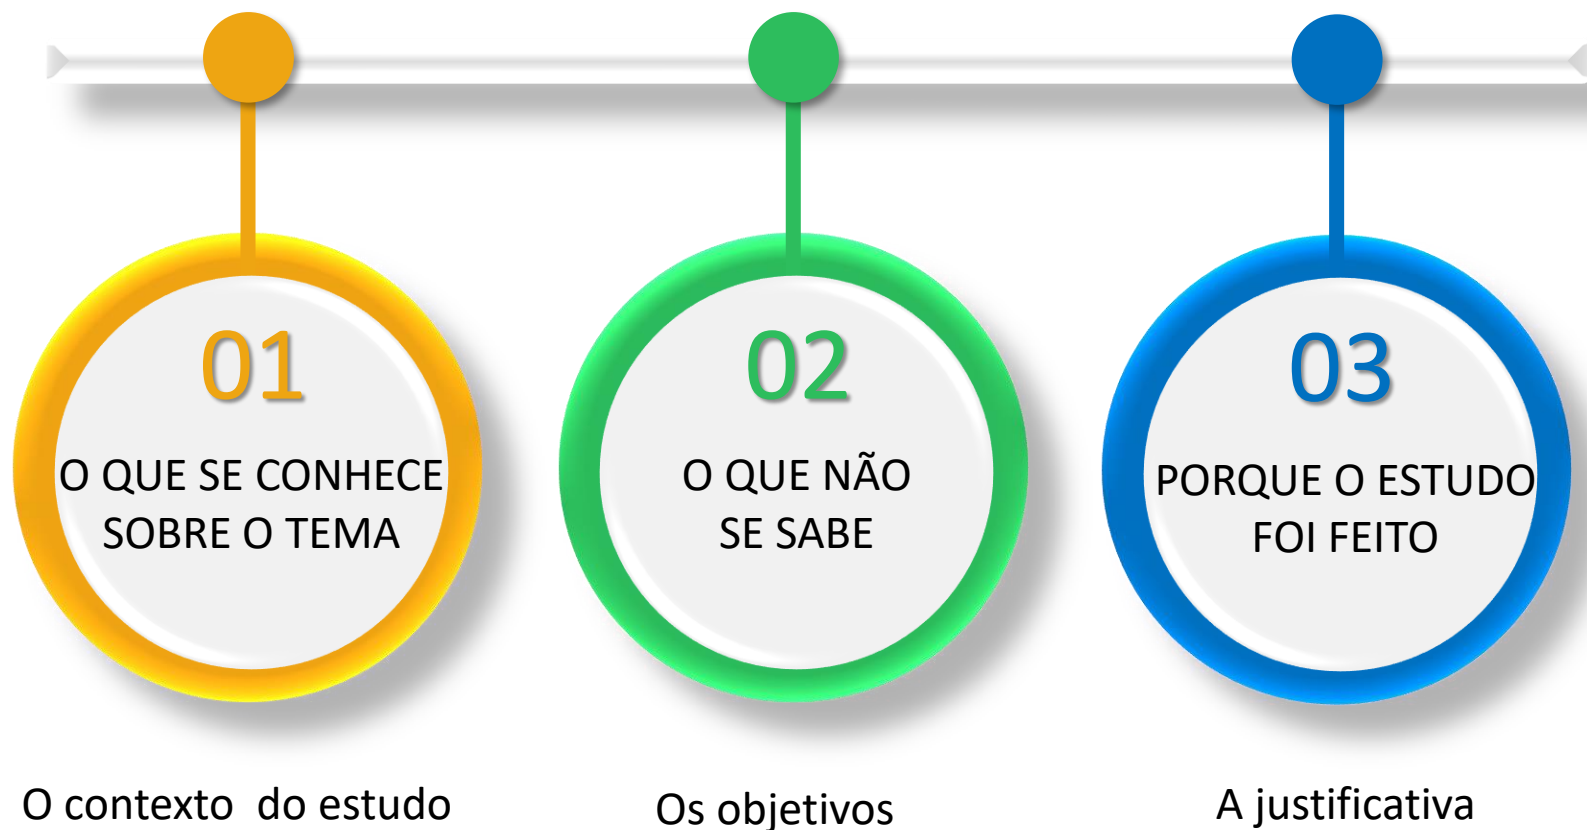 01
O QUE SE CONHECE
SOBRE O TEMA
O contexto do estudo
02
O QUE NÃO
SE SABE
Os objetivos
03
PORQUE O ESTUDO
FOI FEITO
A justificativa